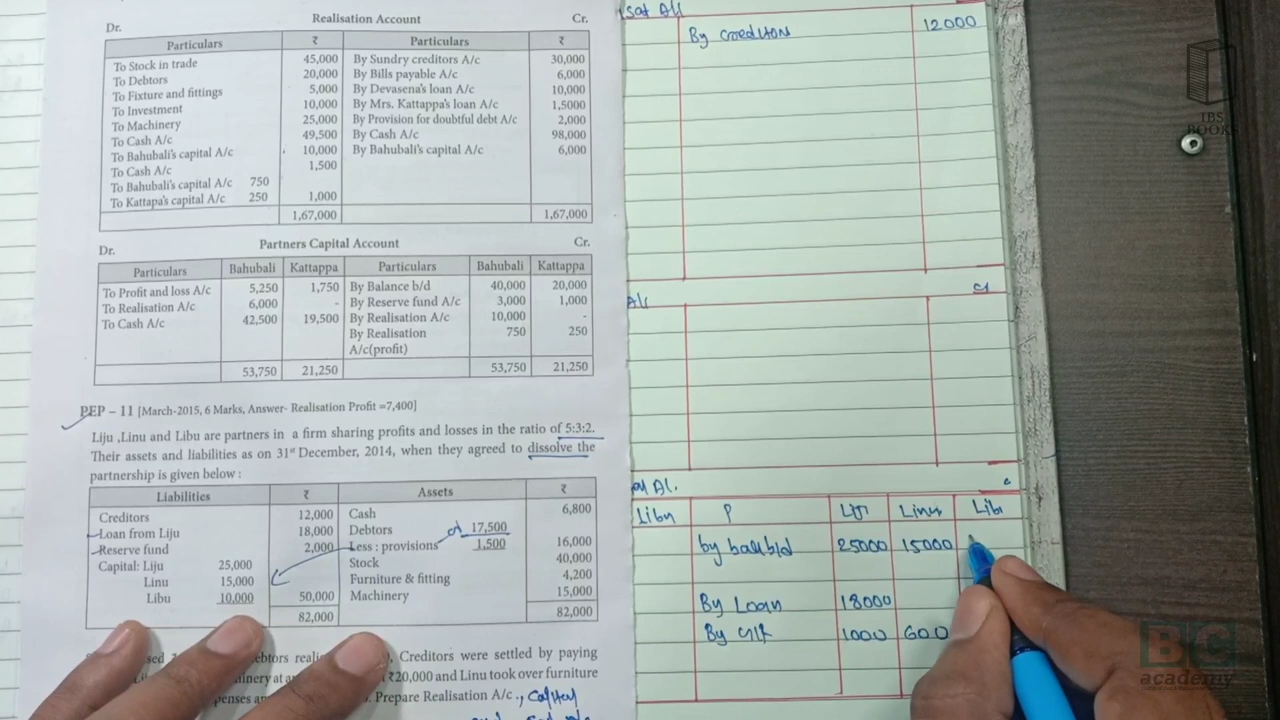 Realisation Account
Dr. Cr.
Particulars ₹ Particulars ₹
To Stock in trade 45,000 By Sundry creditors A/c 30,000
To Debtors 20,000 By Bills payable A/c 6,000
To Fixture and fittings 5,000 By Devasena's loan A/c 10,000
To Investment 10,000 By Mrs. Kattappa's loan A/c 1,5000
To Machinery 25,000 By Provision for doubtful debt A/c 2,000
To Cash A/c 49,500 By Cash A/c 98,000
To Bahubali's capital A/c 10,000 By Bahubali's capital A/c 6,000
To Cash A/c 1,500
To Bahubali's capital A/c 750
To Kattapa's capital A/c 250 1,000
1,67,000 1,67,000
Partners Capital Account
Dr. Cr.
Particulars Bahubali Kattappa Particulars Bahubali Kattappa
To Profit and loss A/c 5,250 1,750 By Balance b/d 40,000 20,000
To Realisation A/c 6,000 - By Reserve fund A/c 3,000 1,000
To Cash A/c 42,500 19,500 By Realisation A/c 10,000 -
By Realisation 750 250
A/c(profit)
53,750 21,250 53,750 21,250
PEP – 11 [March-2015, 6 Marks, Answer- Realisation Profit =7,400]
Liju ,Linu and Libu are partners in a firm sharing profits and losses in the ratio of 5:3:2.
Their assets and liabilities as on 31st December, 2014, when they agreed to dissolve the
partnership is given below :
Liabilities ₹ Assets ₹
Creditors 12,000 Cash 6,800
Loan from Liju 18,000 Debtors 17,500
Reserve fund 2,000 Less : provisions 1,500 16,000
Capital: Liju 25,000 Stock 40,000
Linu 15,000 Furniture & fitting 4,200
Libu 10,000 50,000 Machinery 15,000
82,000 82,000
Creditors were settled by paying
₹20,000 and Linu took over furniture
Prepare Realisation A/c ., Capital
By creditors 12000
Cr
Libu P Liju Linu Libu
by bal b/d 25000 15000
By Loan 18000
By G/R 1000 600
IBS
BOOKS
BC
academy